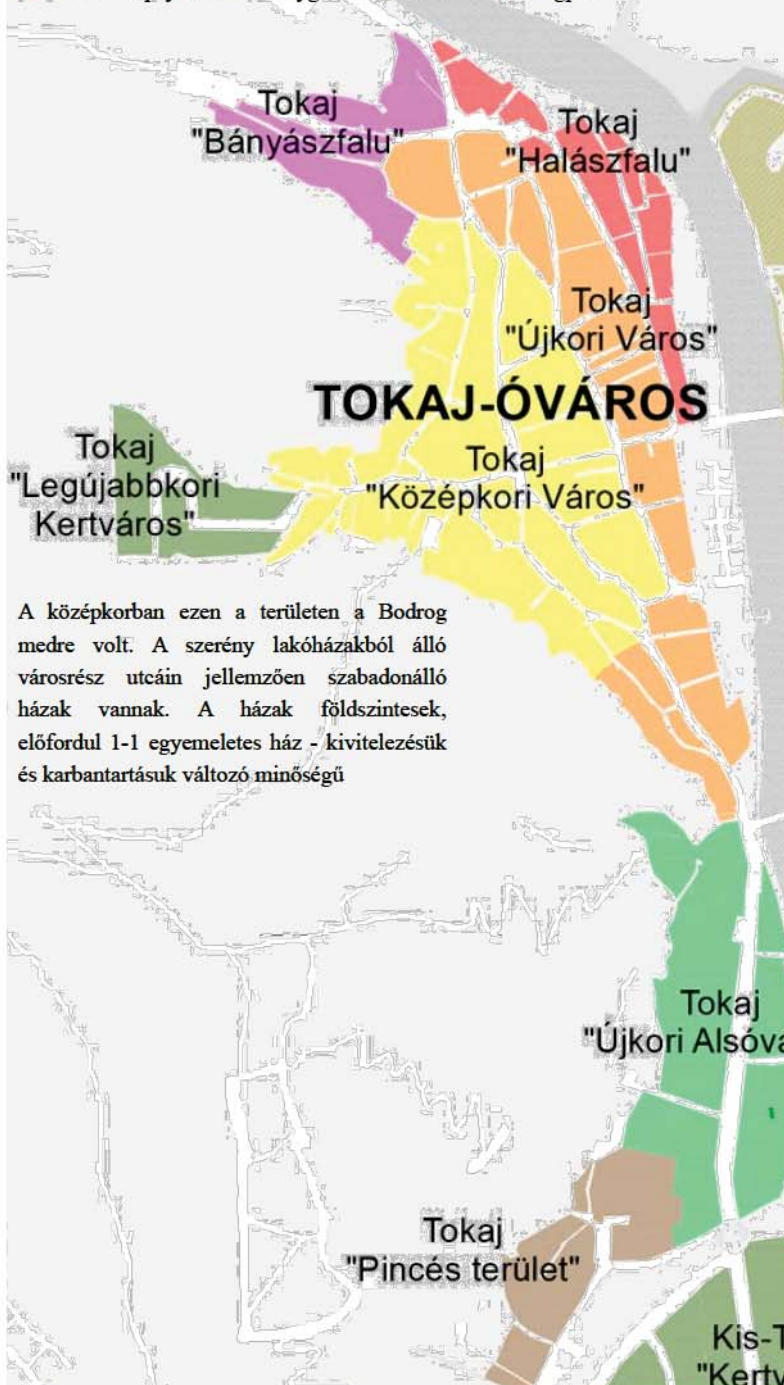 Tokaj
"Bányászfalu"
Tokaj
"Halászfalu"
Tokaj
"Újkori Város"
TOKAJ-ÓVÁROS
Tokaj
"Legújabbkori
Kertváros"
Tokaj
"Középkori Város"
A középkorban ezen a területen a Bodrog
medre volt. A szerény lakóházakból álló
városrész utcáin jellemzően szabadonálló
házak vannak. A házak földszintesek,
előfordul 1-1 egyemeletes ház - kivitelezésük
és karbantartásuk változó minőségű
Tokaj
"Újkori Alsóvá
Tokaj
"Pincés terület"
Kis-T
"Kertv